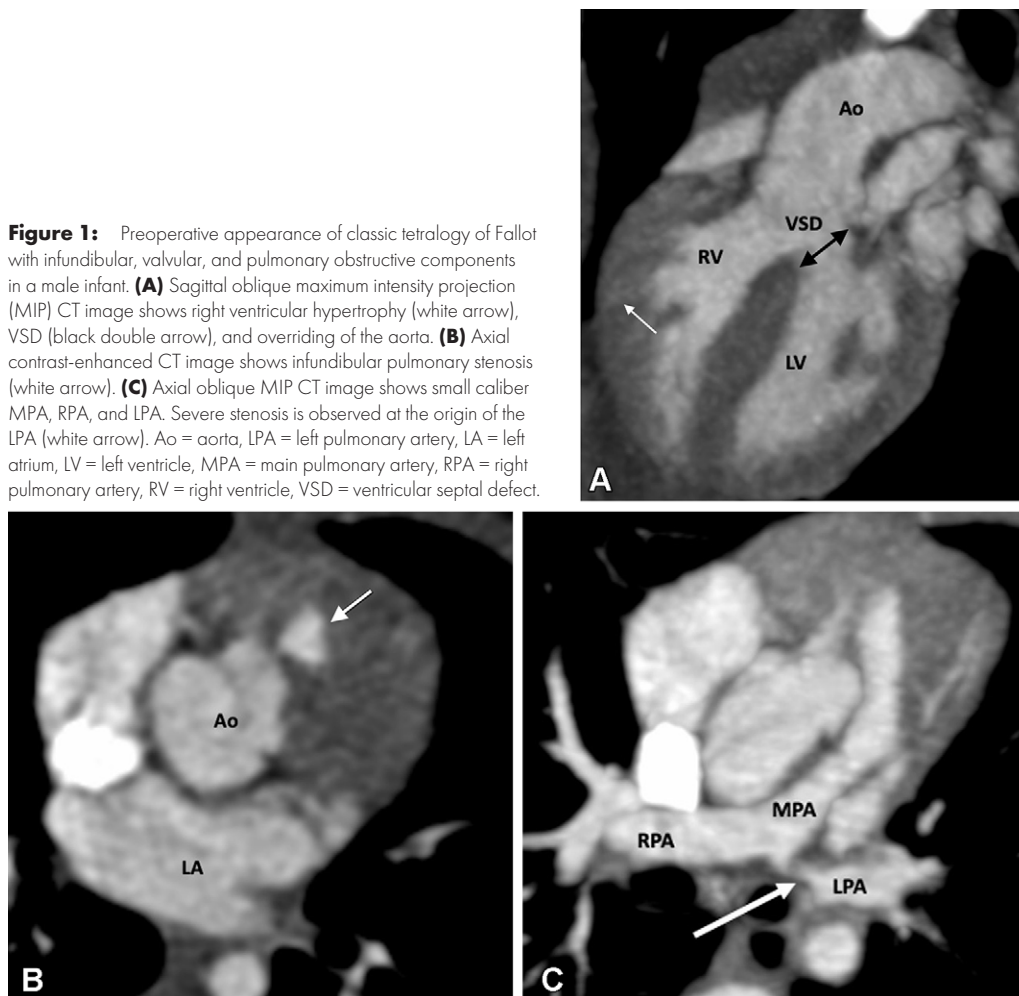 Figure 1: Preoperative appearance of classic tetralogy of Fallot
with infundibular, valvular, and pulmonary obstructive components
in a male infant. (A) Sagittal oblique maximum intensity projection
(MIP) CT image shows right ventricular hypertrophy (white arrow),
VSD (black double arrow), and overriding of the aorta. (B) Axial
contrast-enhanced CT image shows infundibular pulmonary stenosis
(white arrow). (C) Axial oblique MIP CT image shows small caliber
MPA, RPA, and LPA. Severe stenosis is observed at the origin of the
LPA (white arrow). Ao = aorta, LPA = left pulmonary artery, LA = left
atrium, LV = left ventricle, MPA = main pulmonary artery, RPA = right
pulmonary artery, RV = right ventricle, VSD = ventricular septal defect.
Ao
VSD
RV
LV
A
Ao
LA
B
MPA
RPA
LPA
C